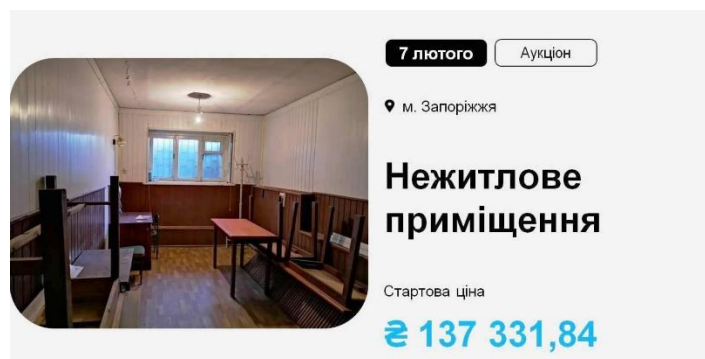 7 лютого
Аукціон
м. Запоріжжя
Нежитлове
приміщення
Стартова ціна
₴ 137 331,84